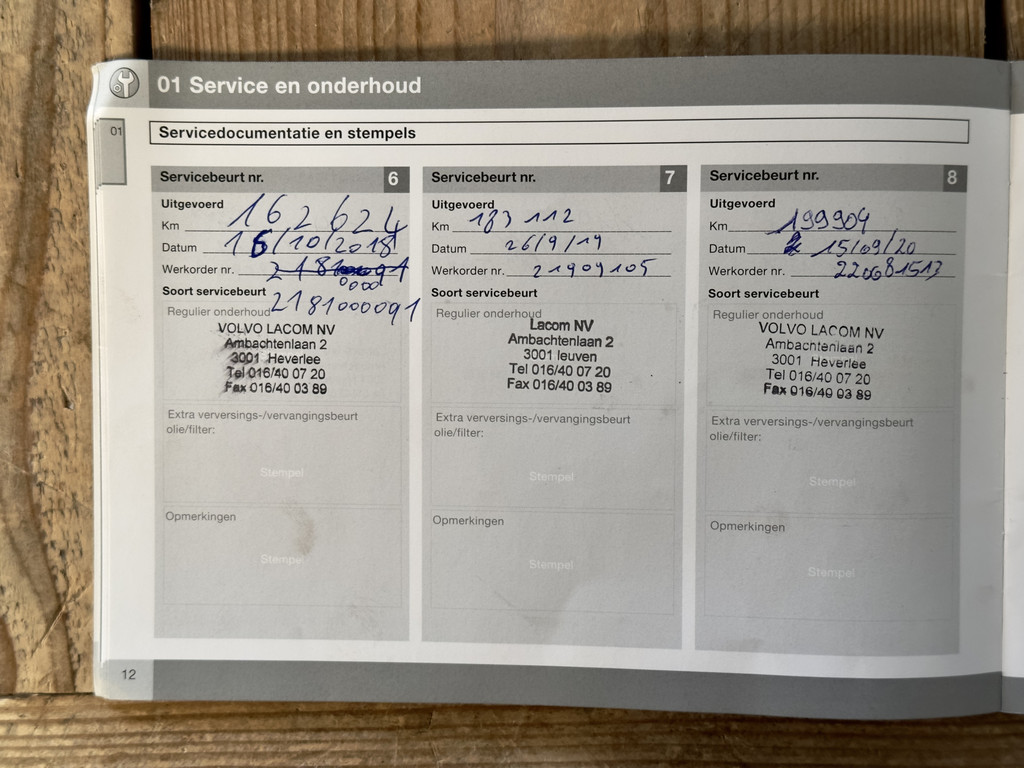 01 Service en onderhoud
01
Servicedocumentatie en stempels
Servicebeurt nr. 6
Uitgevoerd
Km 162624
Datum 16/10/2018
Werkorder nr.
0000
Soort servicebeurt 2181000091
Regulier onderhoud
VOLVO LACOM NV
Ambachtenlaan 2
3001 Heverlee
Tel 016/40 07 20
Fax 016/40 03 89
Extra verversings-/vervangingsbeurt
olie/filter:
Stempel
Opmerkingen
Stempel
Servicebeurt nr. 7
Uitgevoerd
Km 183 112
Datum 26/9/19
Werkorder nr. 21909105
Soort servicebeurt
Regulier onderhoud
Lacom NV
Ambachtenlaan 2
3001 leuven
Tel 016/40 07 20
Fax 016/40 03 89
Extra verversings-/vervangingsbeurt
olie/filter:
Stempel
Opmerkingen
Stempel
Servicebeurt nr. 8
Uitgevoerd
Km 199904
Datum 15/09/20
Werkorder nr.
Soort servicebeurt
Regulier onderhoud
VOLVO LACOM NV
Ambachtenlaan 2
3001 Heverlee
Tel 016/40 07 20
Fax 016/40 03 89
Extra verversings-/vervangingsbeurt
olie/filter:
Stempel
Opmerkingen
Stempel
12